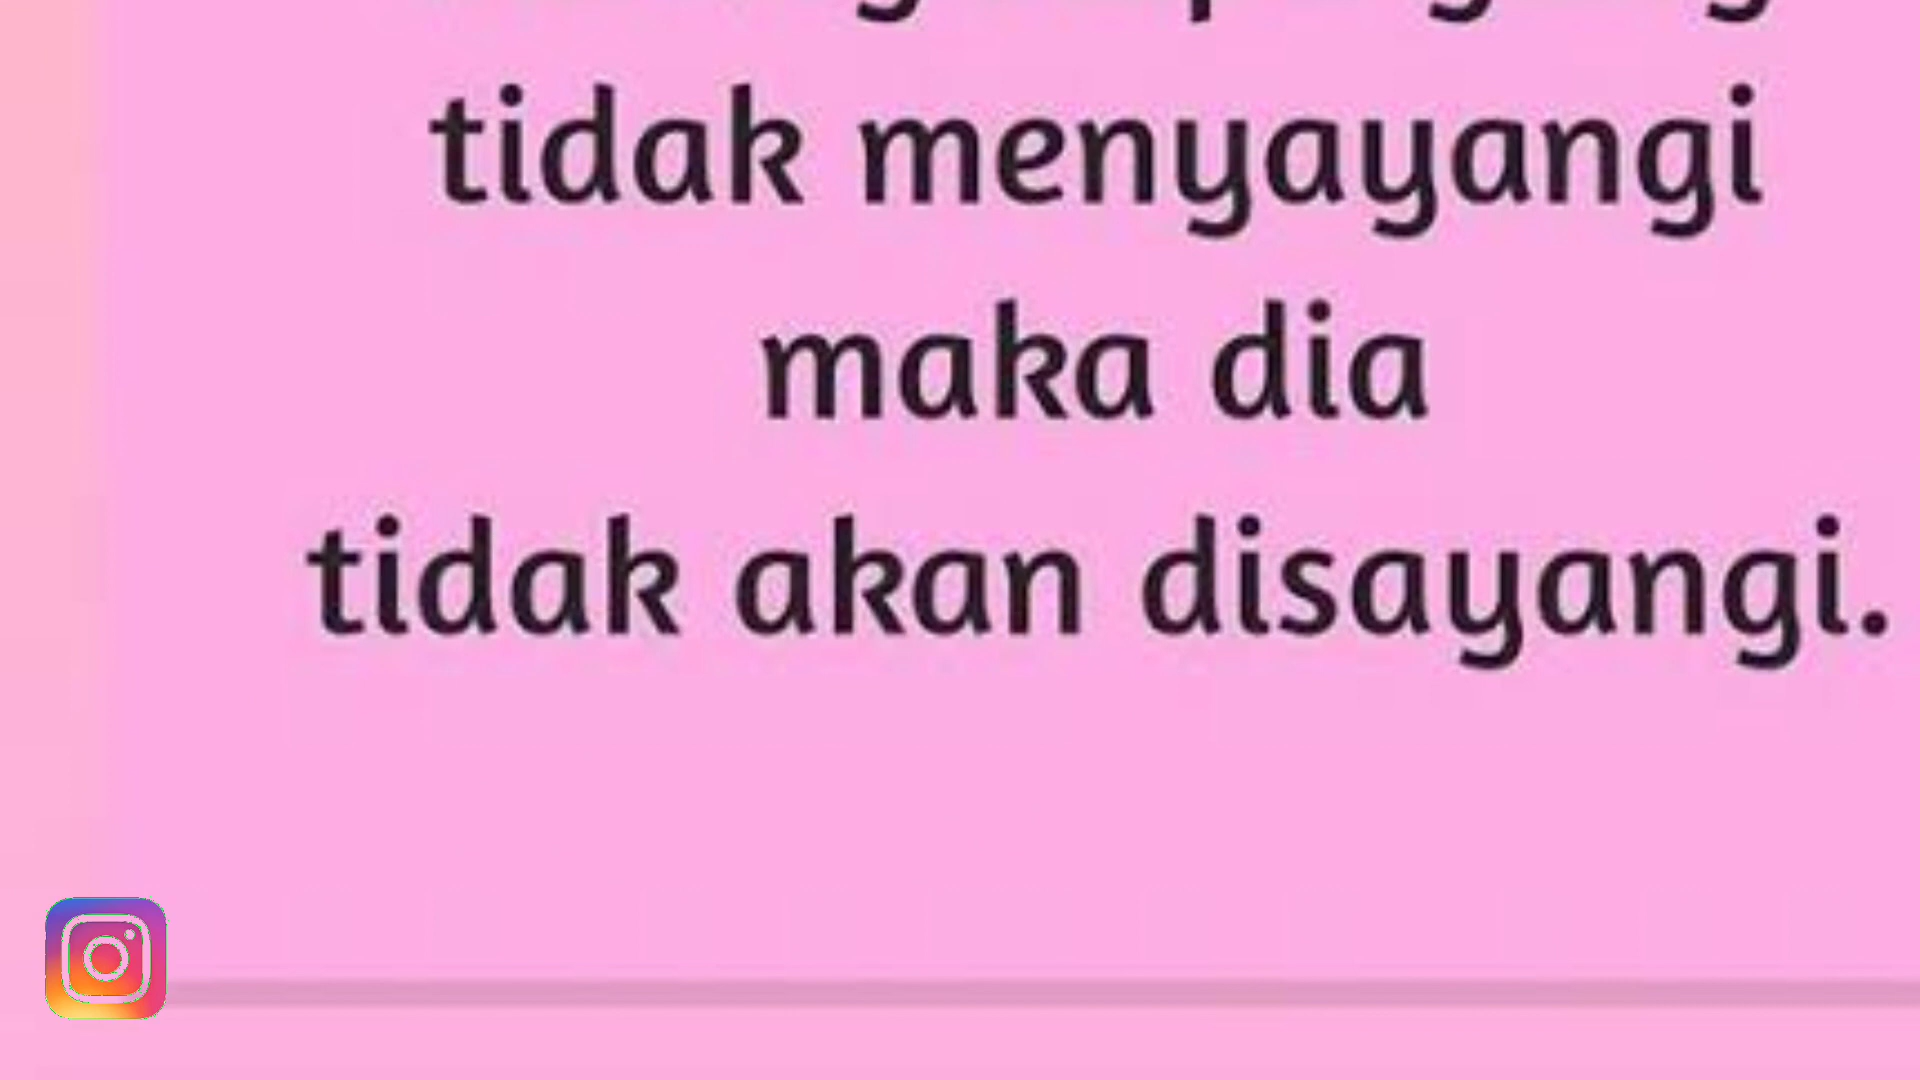 tidak menyayangi
maka dia
tidak akan disayangi.